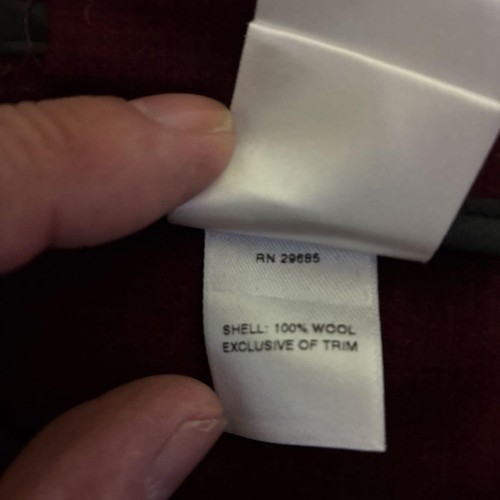 RN 29685
SHELL: 100% WOOL
EXCLUSIVE OF TRIM